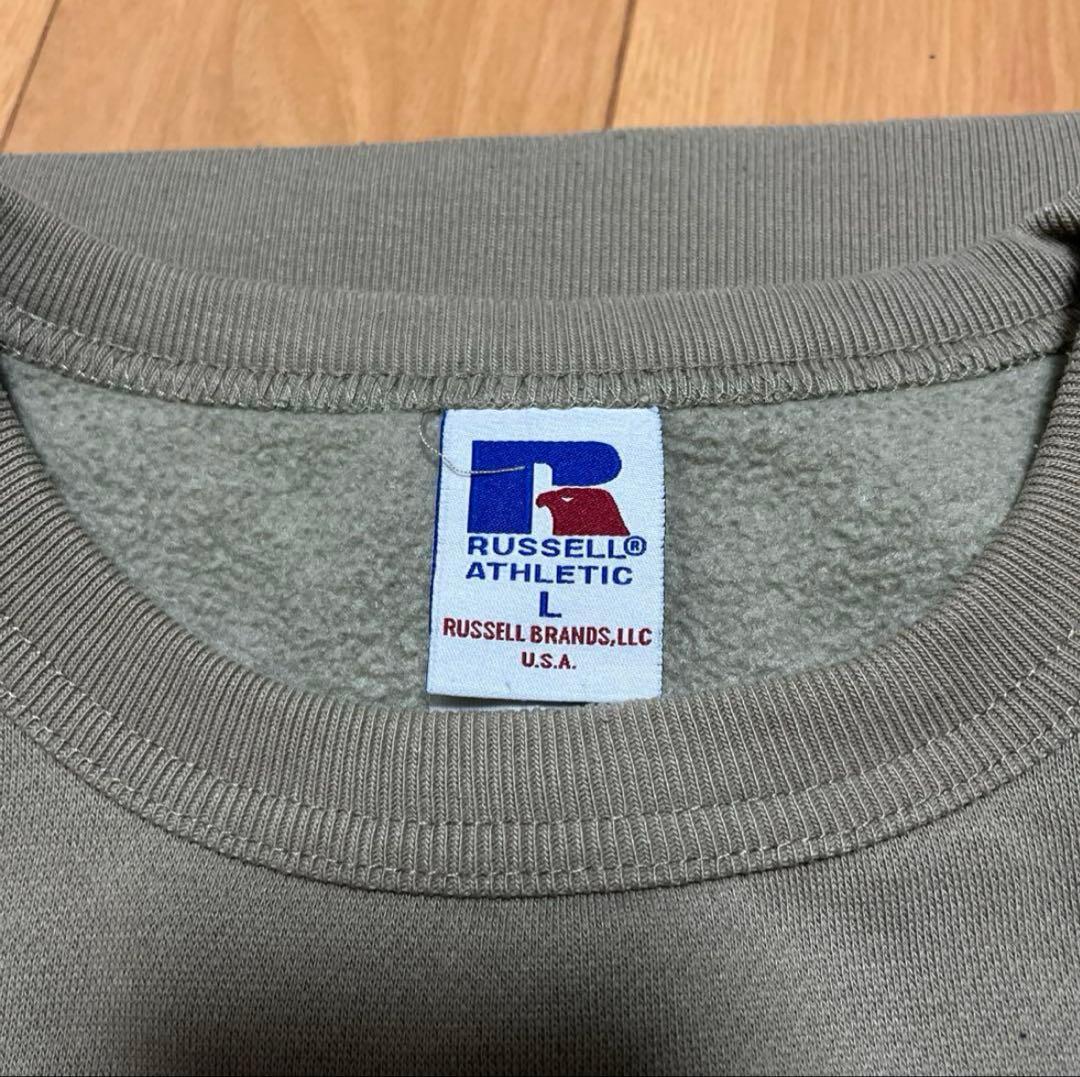 R
RUSSELL®
ATHLETIC
L
RUSSELL BRANDS,LLC
U.S.A.